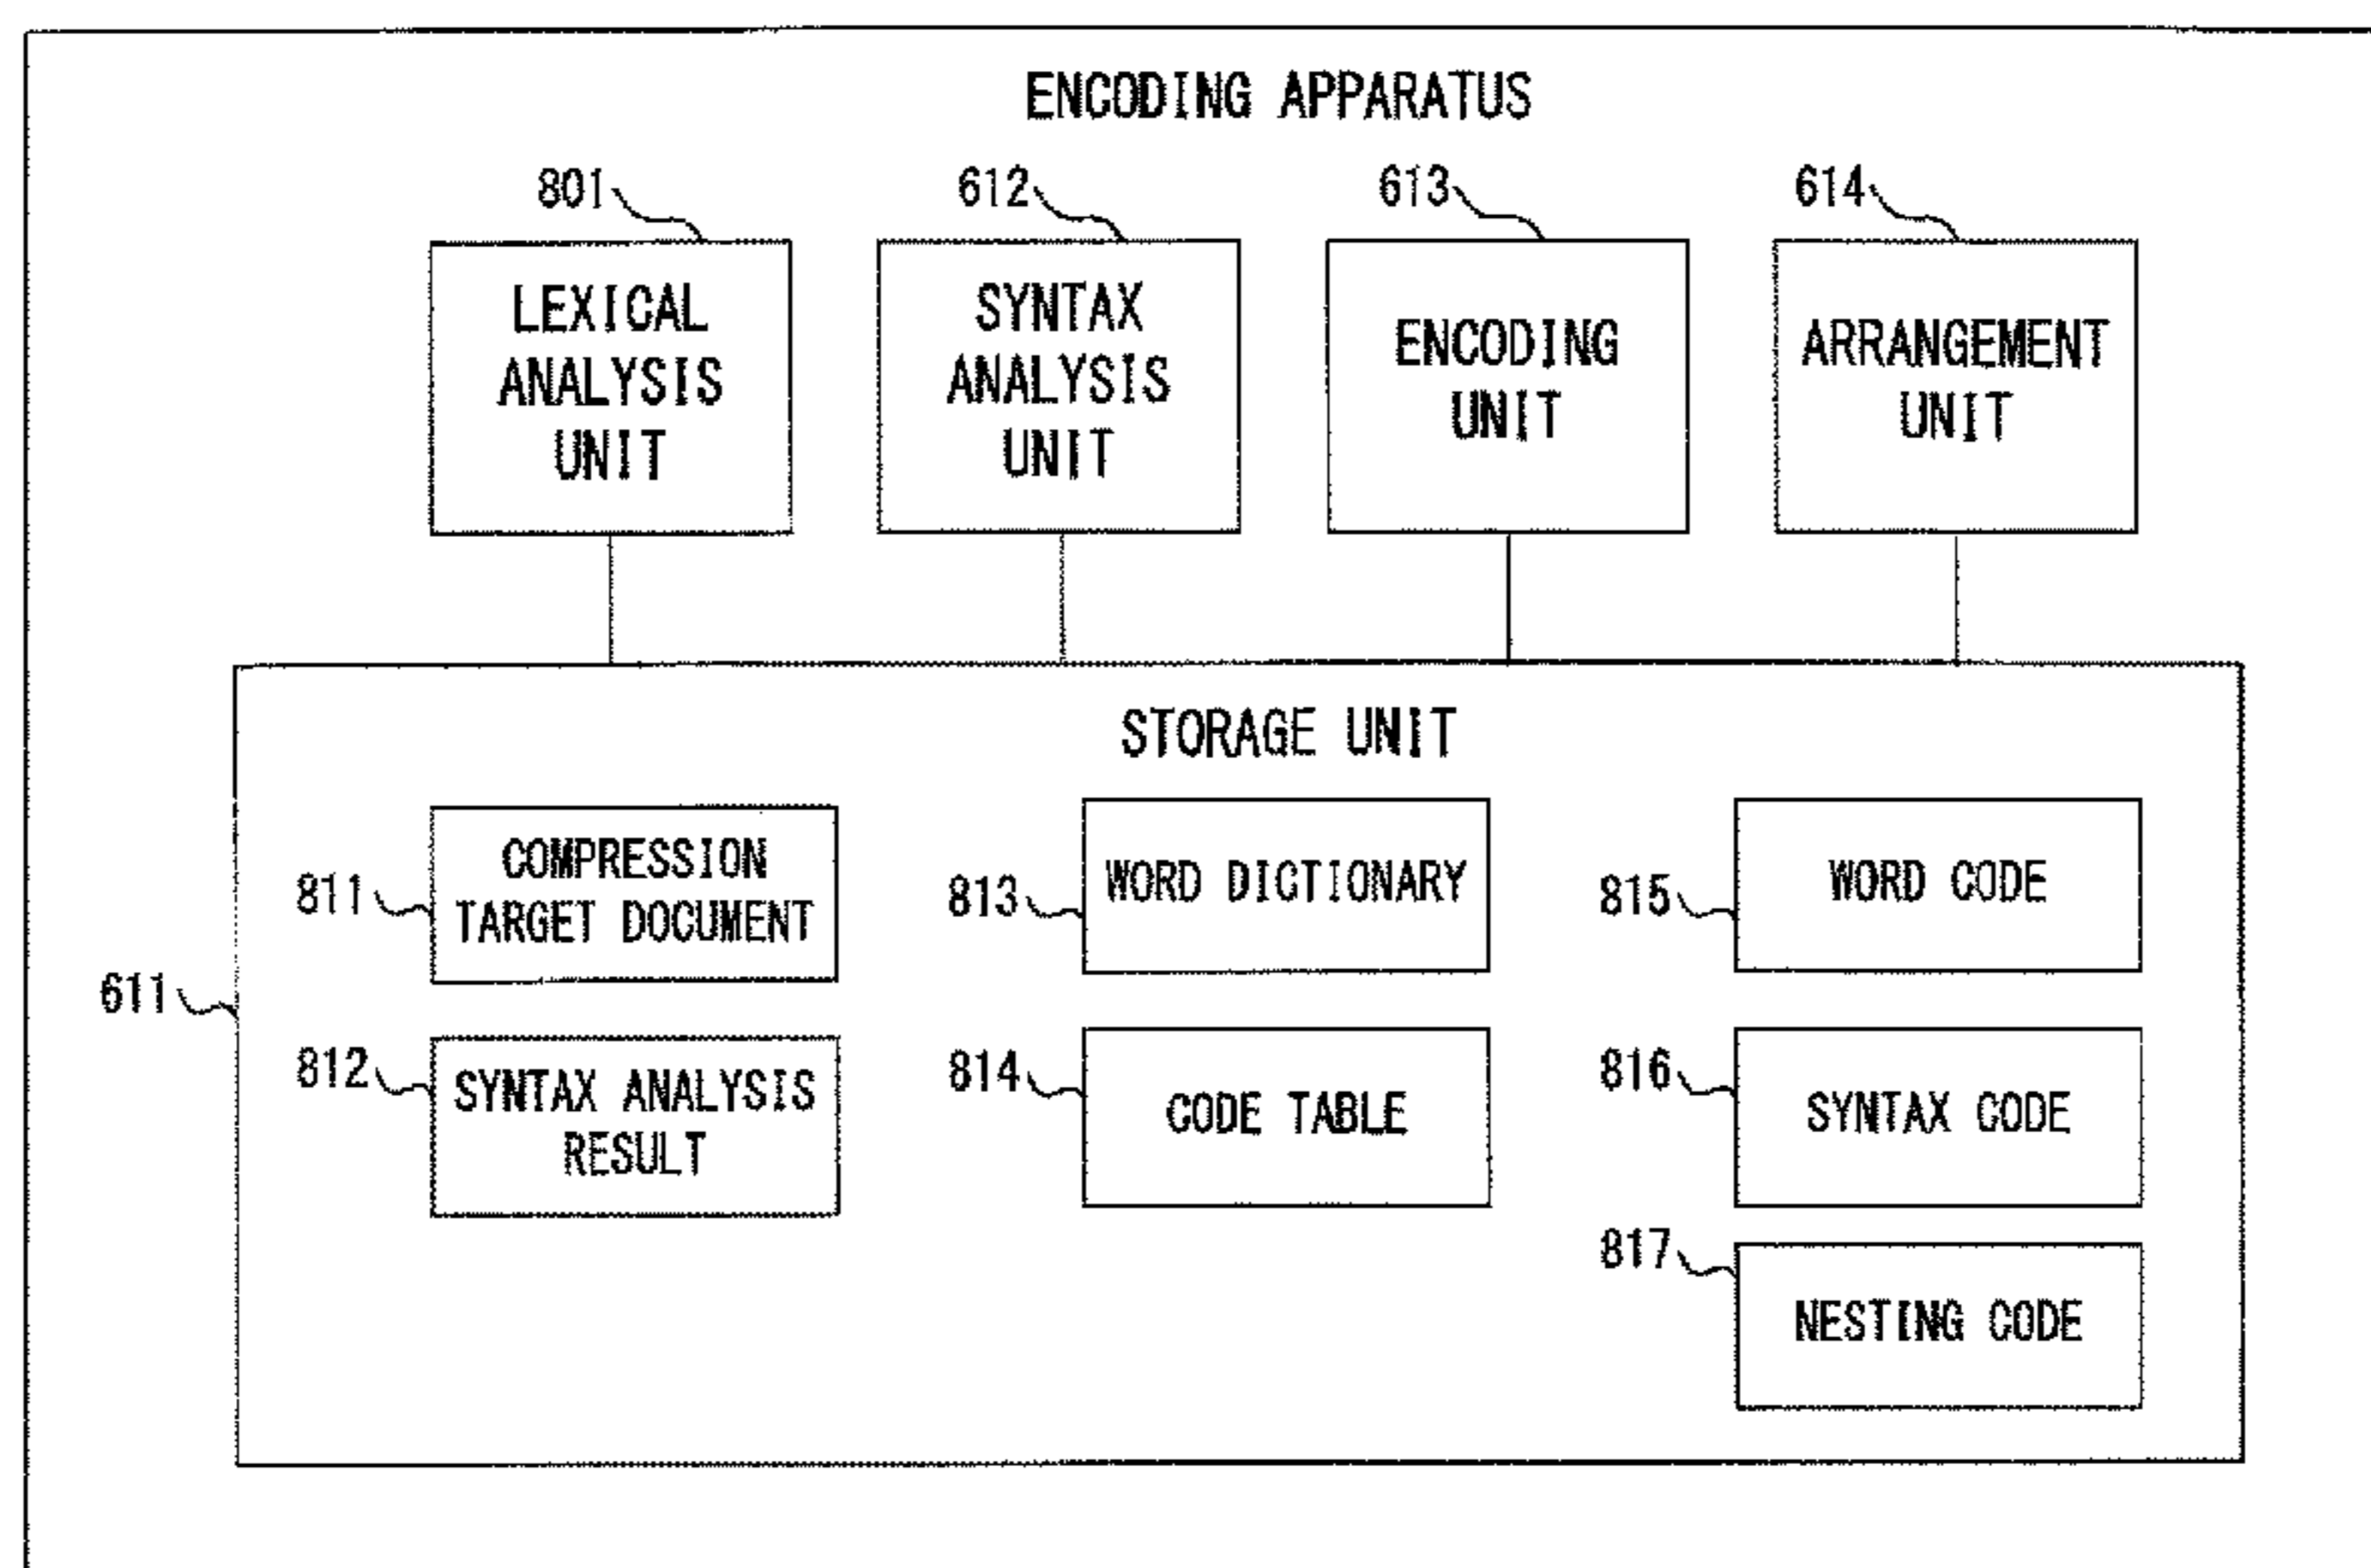 ENCODING APPARATUS
801
612
613
614
LEXICAL
ANALYSIS
UNIT
SYNTAX
ANALYSIS
UNIT
ENCODING
UNIT
ARRANGEMENT
UNIT
STORAGE UNIT
611
811
COMPRESSION
TARGET DOCUMENT
813
WORD DICTIONARY
815
WORD CODE
812
SYNTAX ANALYSIS
RESULT
814
CODE TABLE
816
SYNTAX CODE
817
NESTING CODE